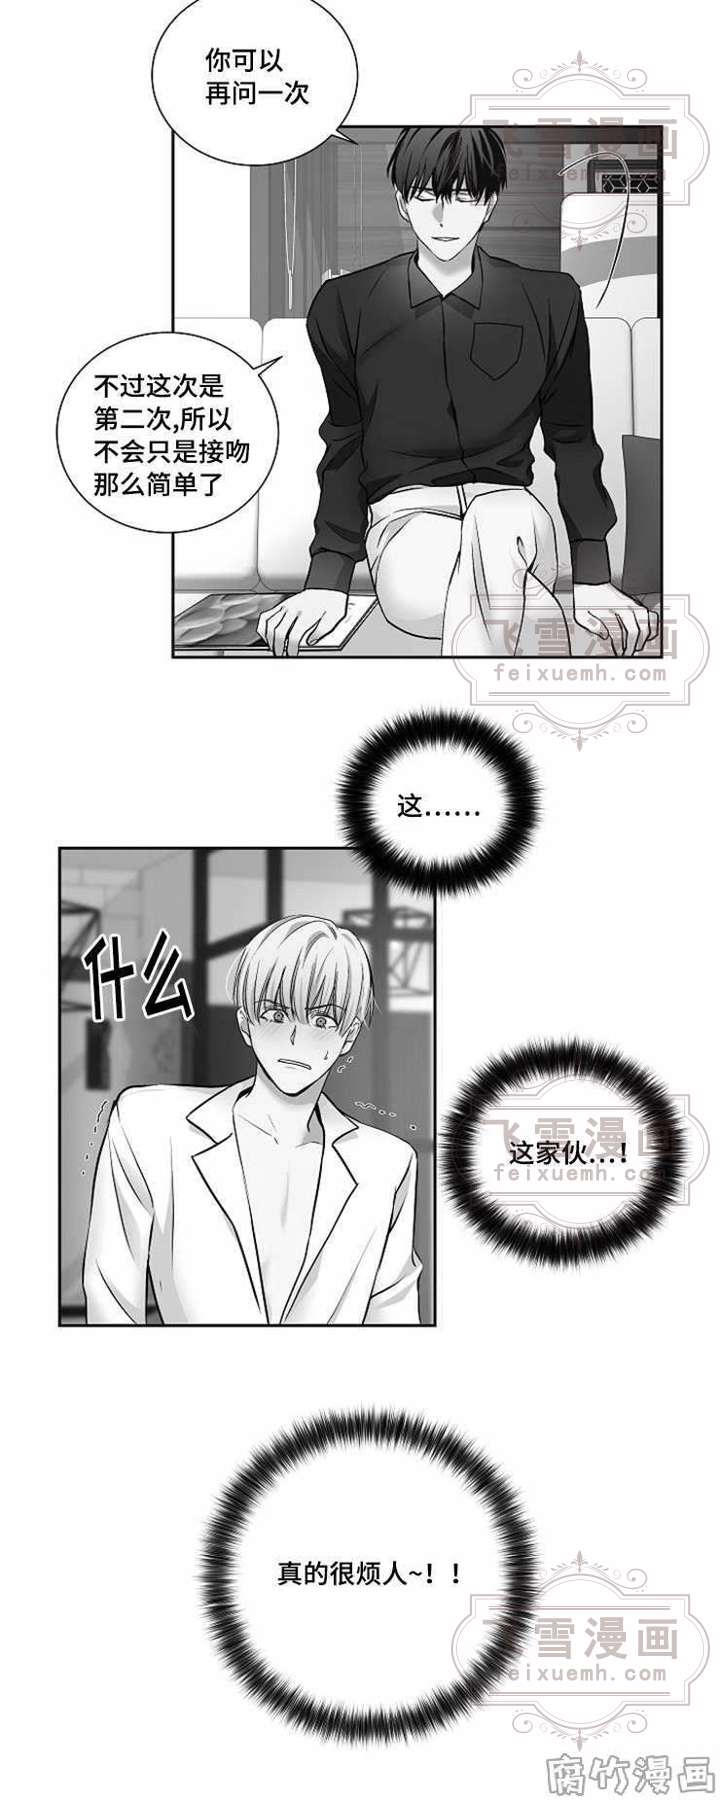 你可以
再问一次
飞雪漫画
feixuemh.com
不过这次是
第二次,所以
不会只是接吻
那么简单了
飞雪漫画
feixuemh.com
这……
什么
飞雪漫画
feixuemh.com
这家伙...!
真的很烦人~！！
飞雪漫画
feixuemh.com
腐竹漫画